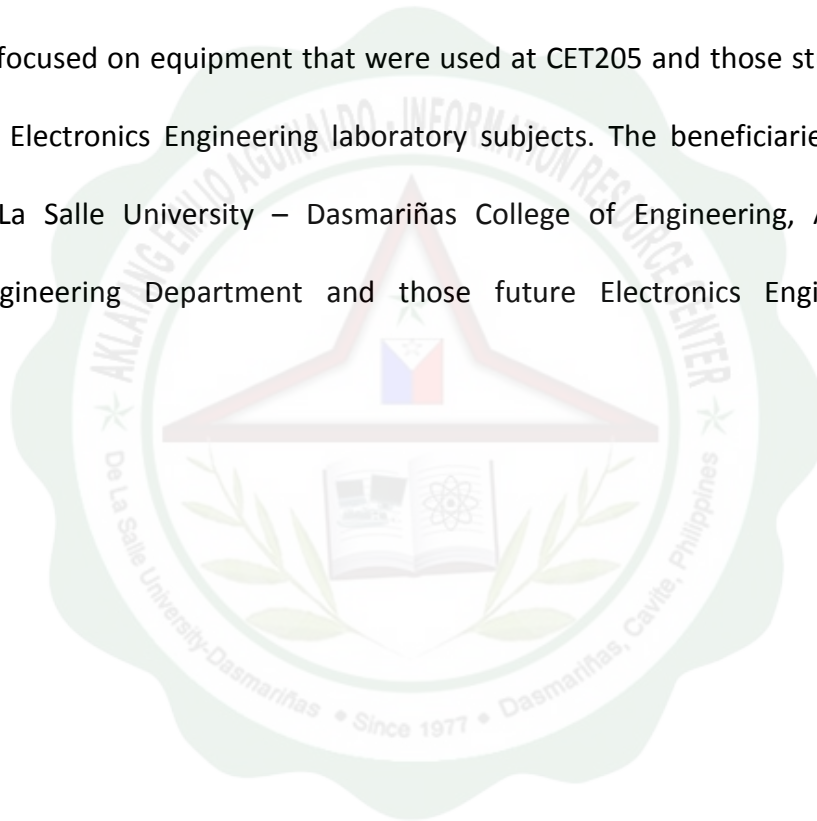 focused on equipment that were used at CET205 and those st
Electronics Engineering laboratory subjects. The beneficiarie
La Salle University – Dasmariñas College of Engineering, A
gineering Department and those future Electronics Engi
AKLATANG EMILIO AGUINALDO - INFORMATION RESOURCE CENTER
De La Salle University-Dasmariñas • Since 1977 • Dasmariñas, Cavite, Philippines